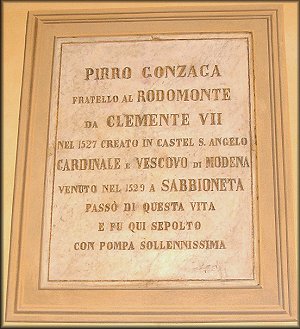 PIRRO GONZAGA
FRATELLO AL RODOMONTE
DA CLEMENTE VII
NEL 1527 CREATO IN CASTEL S. ANGELO
CARDINALE E VESCOVO DI MODENA
VENUTO NEL 1529 A SABBIONETA
PASSÒ DI QUESTA VITA
E FU QUI SEPOLTO
CON POMPA SOLLENNISSIMA